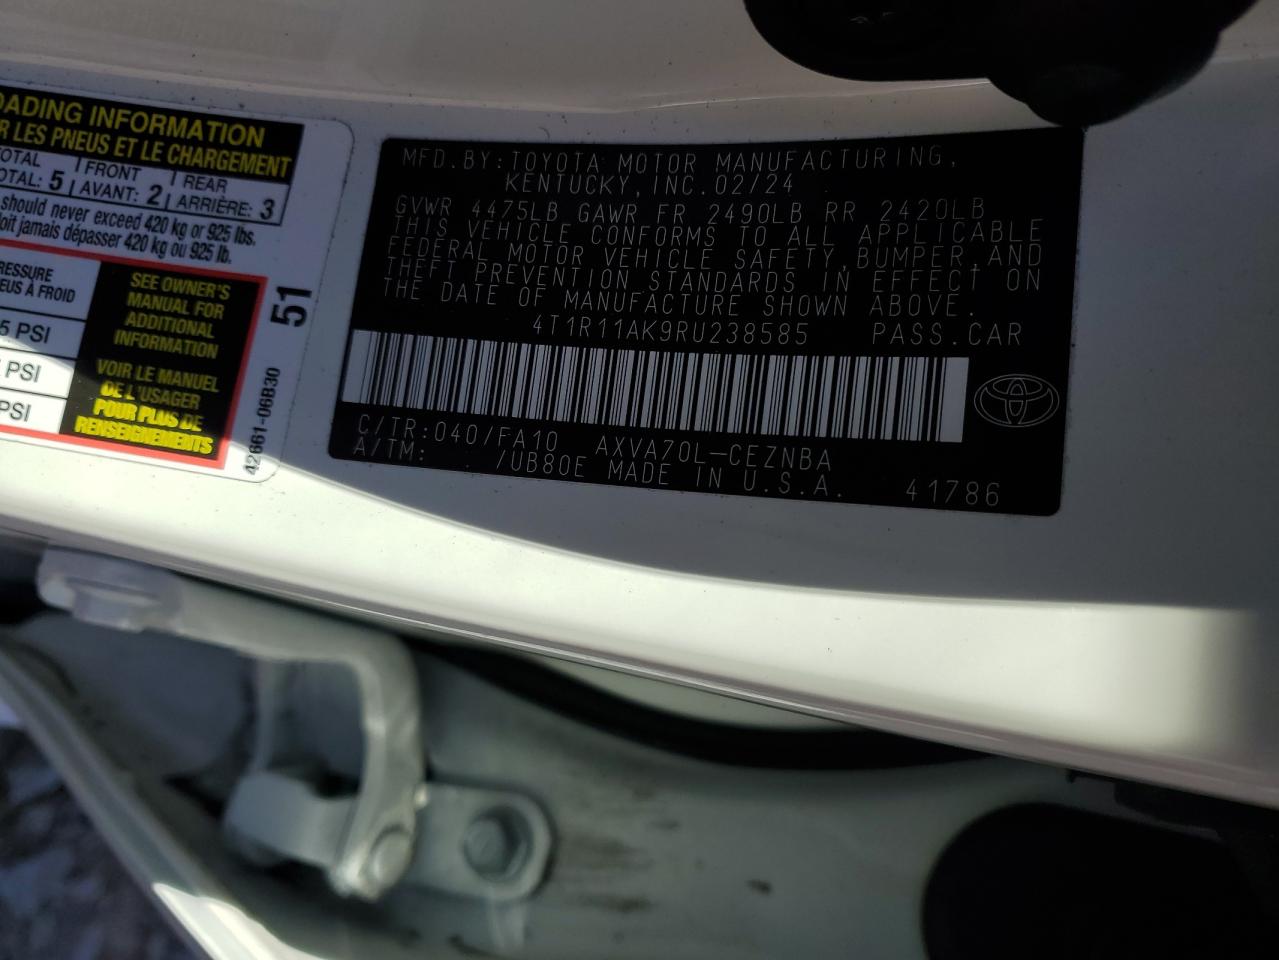 OADING INFORMATION
R LES PNEUS ET LE CHARGEMENT
TOTAL FRONT REAR
OTAL: 5 AVANT: 2 ARRIÈRE: 3
should never exceed 420 kg or 925 lbs.
doit jamais dépasser 420 kg ou 925 lb.
RESSURE
EUS À FROID
5 PSI
PSI
PSI
SEE OWNER'S
MANUAL FOR
ADDITIONAL
INFORMATION
VOIR LE MANUEL
DE L'USAGER
POUR PLUS DE
RENSEIGNEMENTS
51
42661-06B30
MFD. BY: TOYOTA MOTOR MANUFACTURING,
KENTUCKY, INC. 02/24
GVWR 4475LB GAWR FR 2490LB RR 2420LB
THIS VEHICLE CONFORMS TO ALL APPLICABLE
FEDERAL MOTOR VEHICLE SAFETY, BUMPER, AND
THEFT PREVENTION STANDARDS IN EFFECT ON
THE DATE OF MANUFACTURE SHOWN ABOVE.
4T1R11AK9RU238585 PASS. CAR
C/TR: 040/FA10 AXVA70L-CEZNBA
A/TM: /UB80E MADE IN U.S.A. 41786